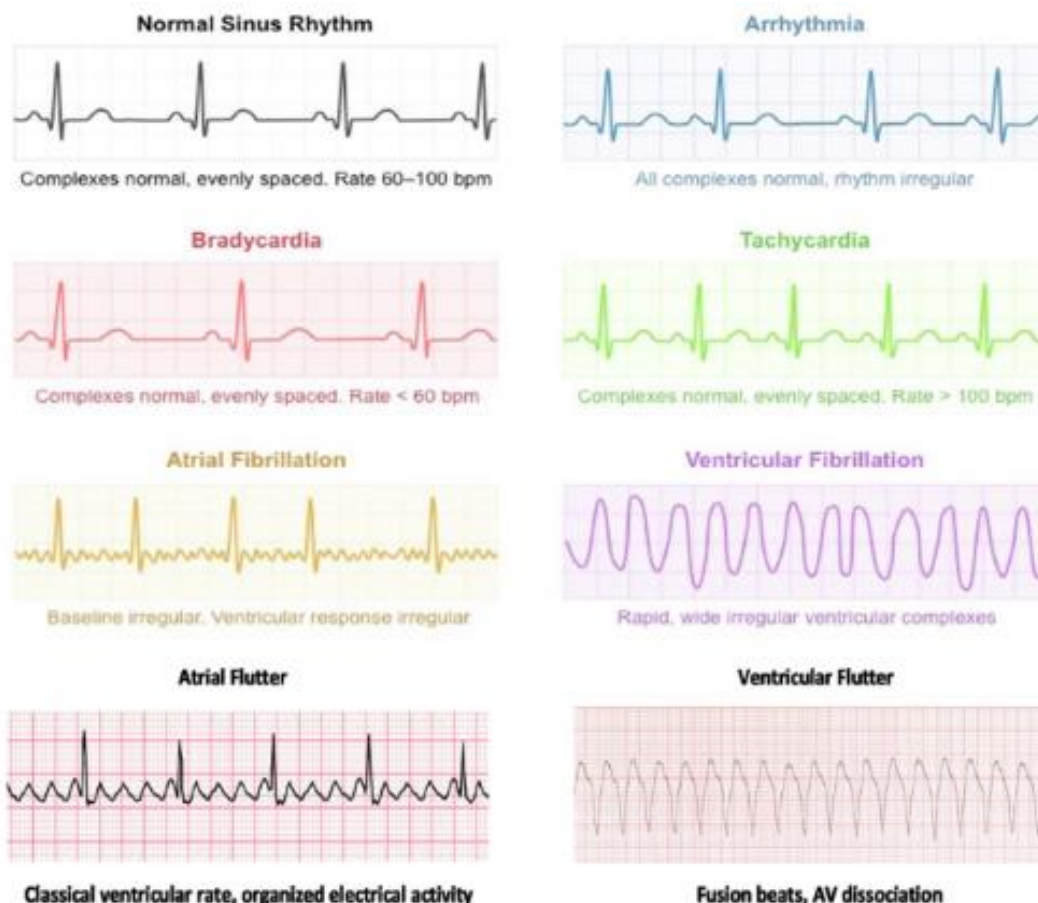 Normal Sinus Rhythm
Arrhythmia
Complexes normal, evenly spaced. Rate 60–100 bpm
All complexes normal, rhythm irregular
Bradycardia
Tachycardia
Complexes normal, evenly spaced. Rate < 60 bpm
Complexes normal, evenly spaced. Rate > 100 bpm
Atrial Fibrillation
Ventricular Fibrillation
Baseline irregular. Ventricular response irregular
Rapid, wide irregular ventricular complexes
Atrial Flutter
Ventricular Flutter
Classical ventricular rate, organized electrical activity
Fusion beats, AV dissociation